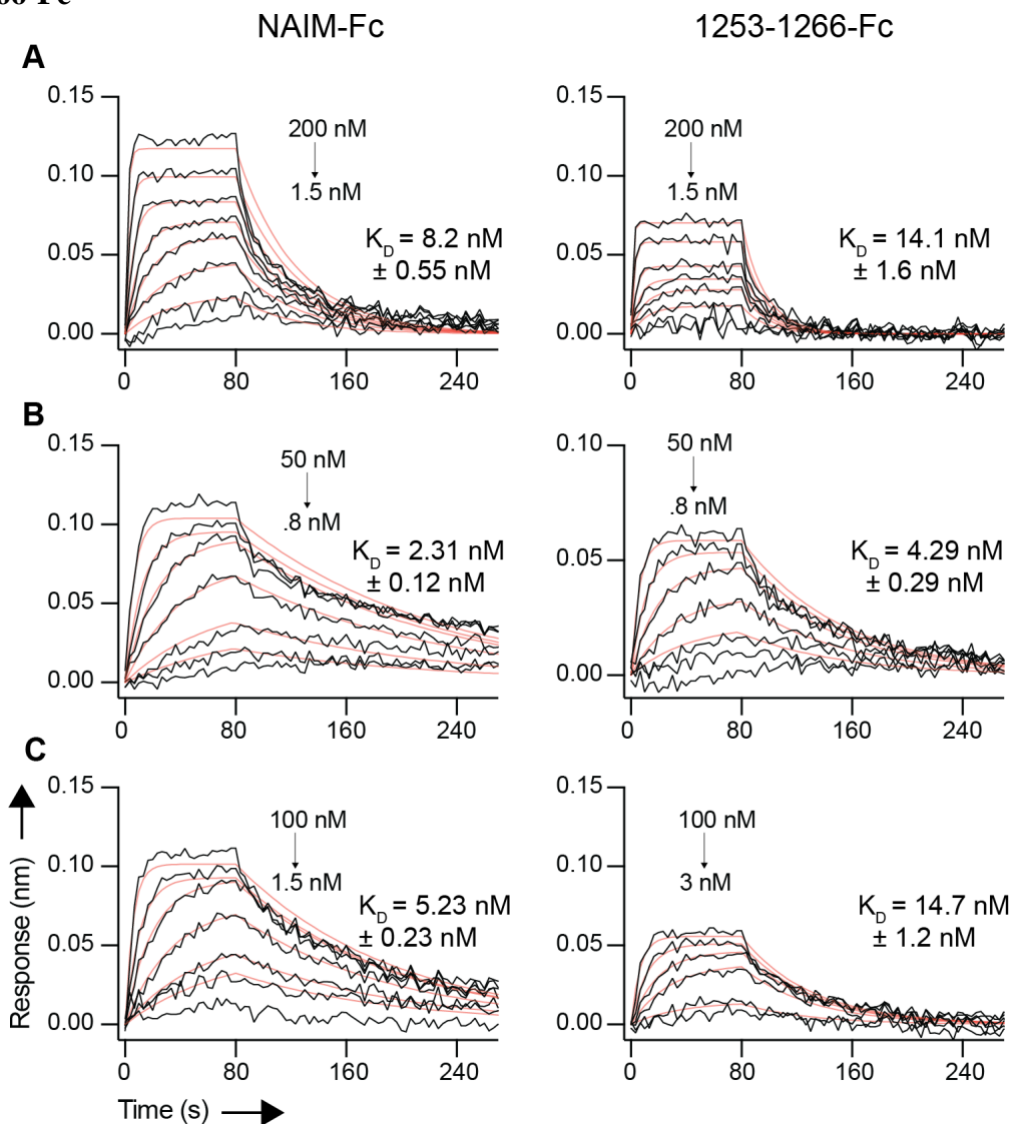 NAIM-Fc
1253-1266-Fc
A
0.15
0.10
0.05
0.00
0
80
160
240
200 nM
1.5 nM
K_D = 8.2 nM
± 0.55 nM
0.15
0.10
0.05
0.00
0
80
160
240
200 nM
1.5 nM
K_D = 14.1 nM
± 1.6 nM
B
0.15
0.10
0.05
0.00
0
80
160
240
50 nM
.8 nM
K_D = 2.31 nM
± 0.12 nM
0.10
0.05
0.00
0
80
160
240
50 nM
.8 nM
K_D = 4.29 nM
± 0.29 nM
C
0.15
0.10
0.05
0.00
0
80
160
240
100 nM
1.5 nM
K_D = 5.23 nM
± 0.23 nM
0.15
0.10
0.05
0.00
0
80
160
240
100 nM
3 nM
K_D = 14.7 nM
± 1.2 nM
Response (nm)
Time (s)